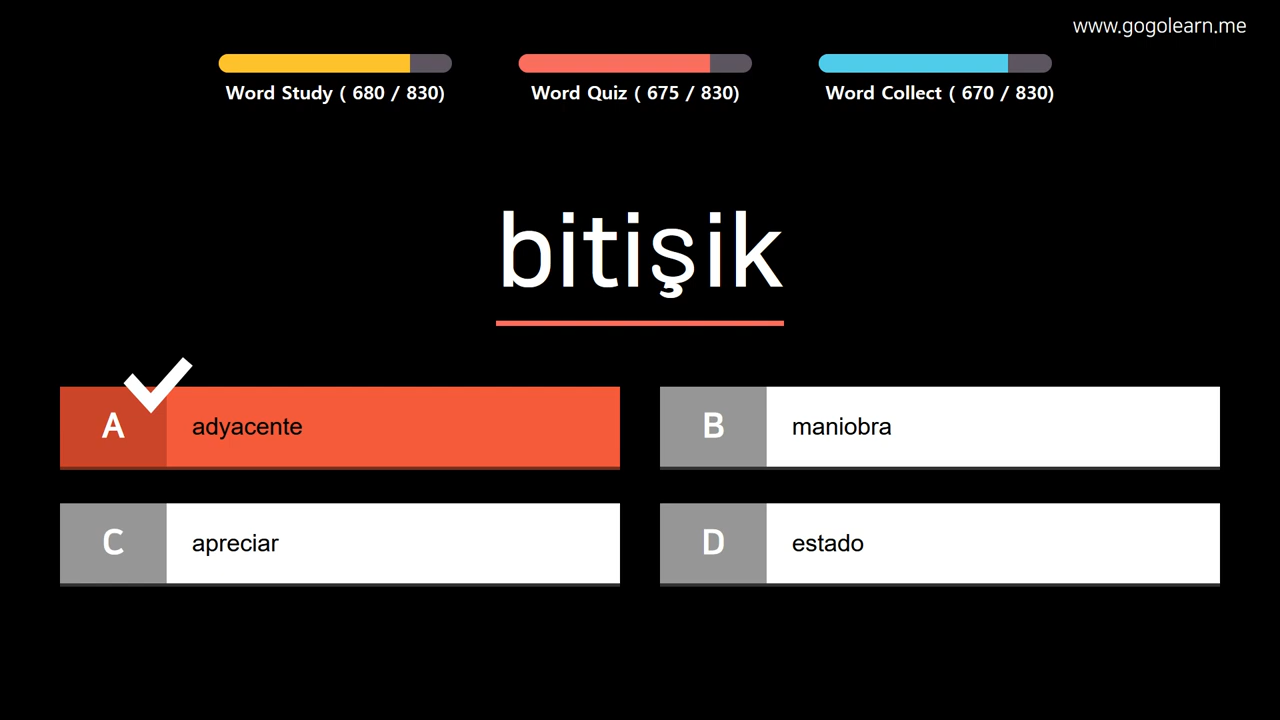 www.gogolearn.me
Word Study ( 680 / 830)
Word Quiz ( 675 / 830)
Word Collect ( 670 / 830)
bitişik
A adyacente
B maniobra
C apreciar
D estado